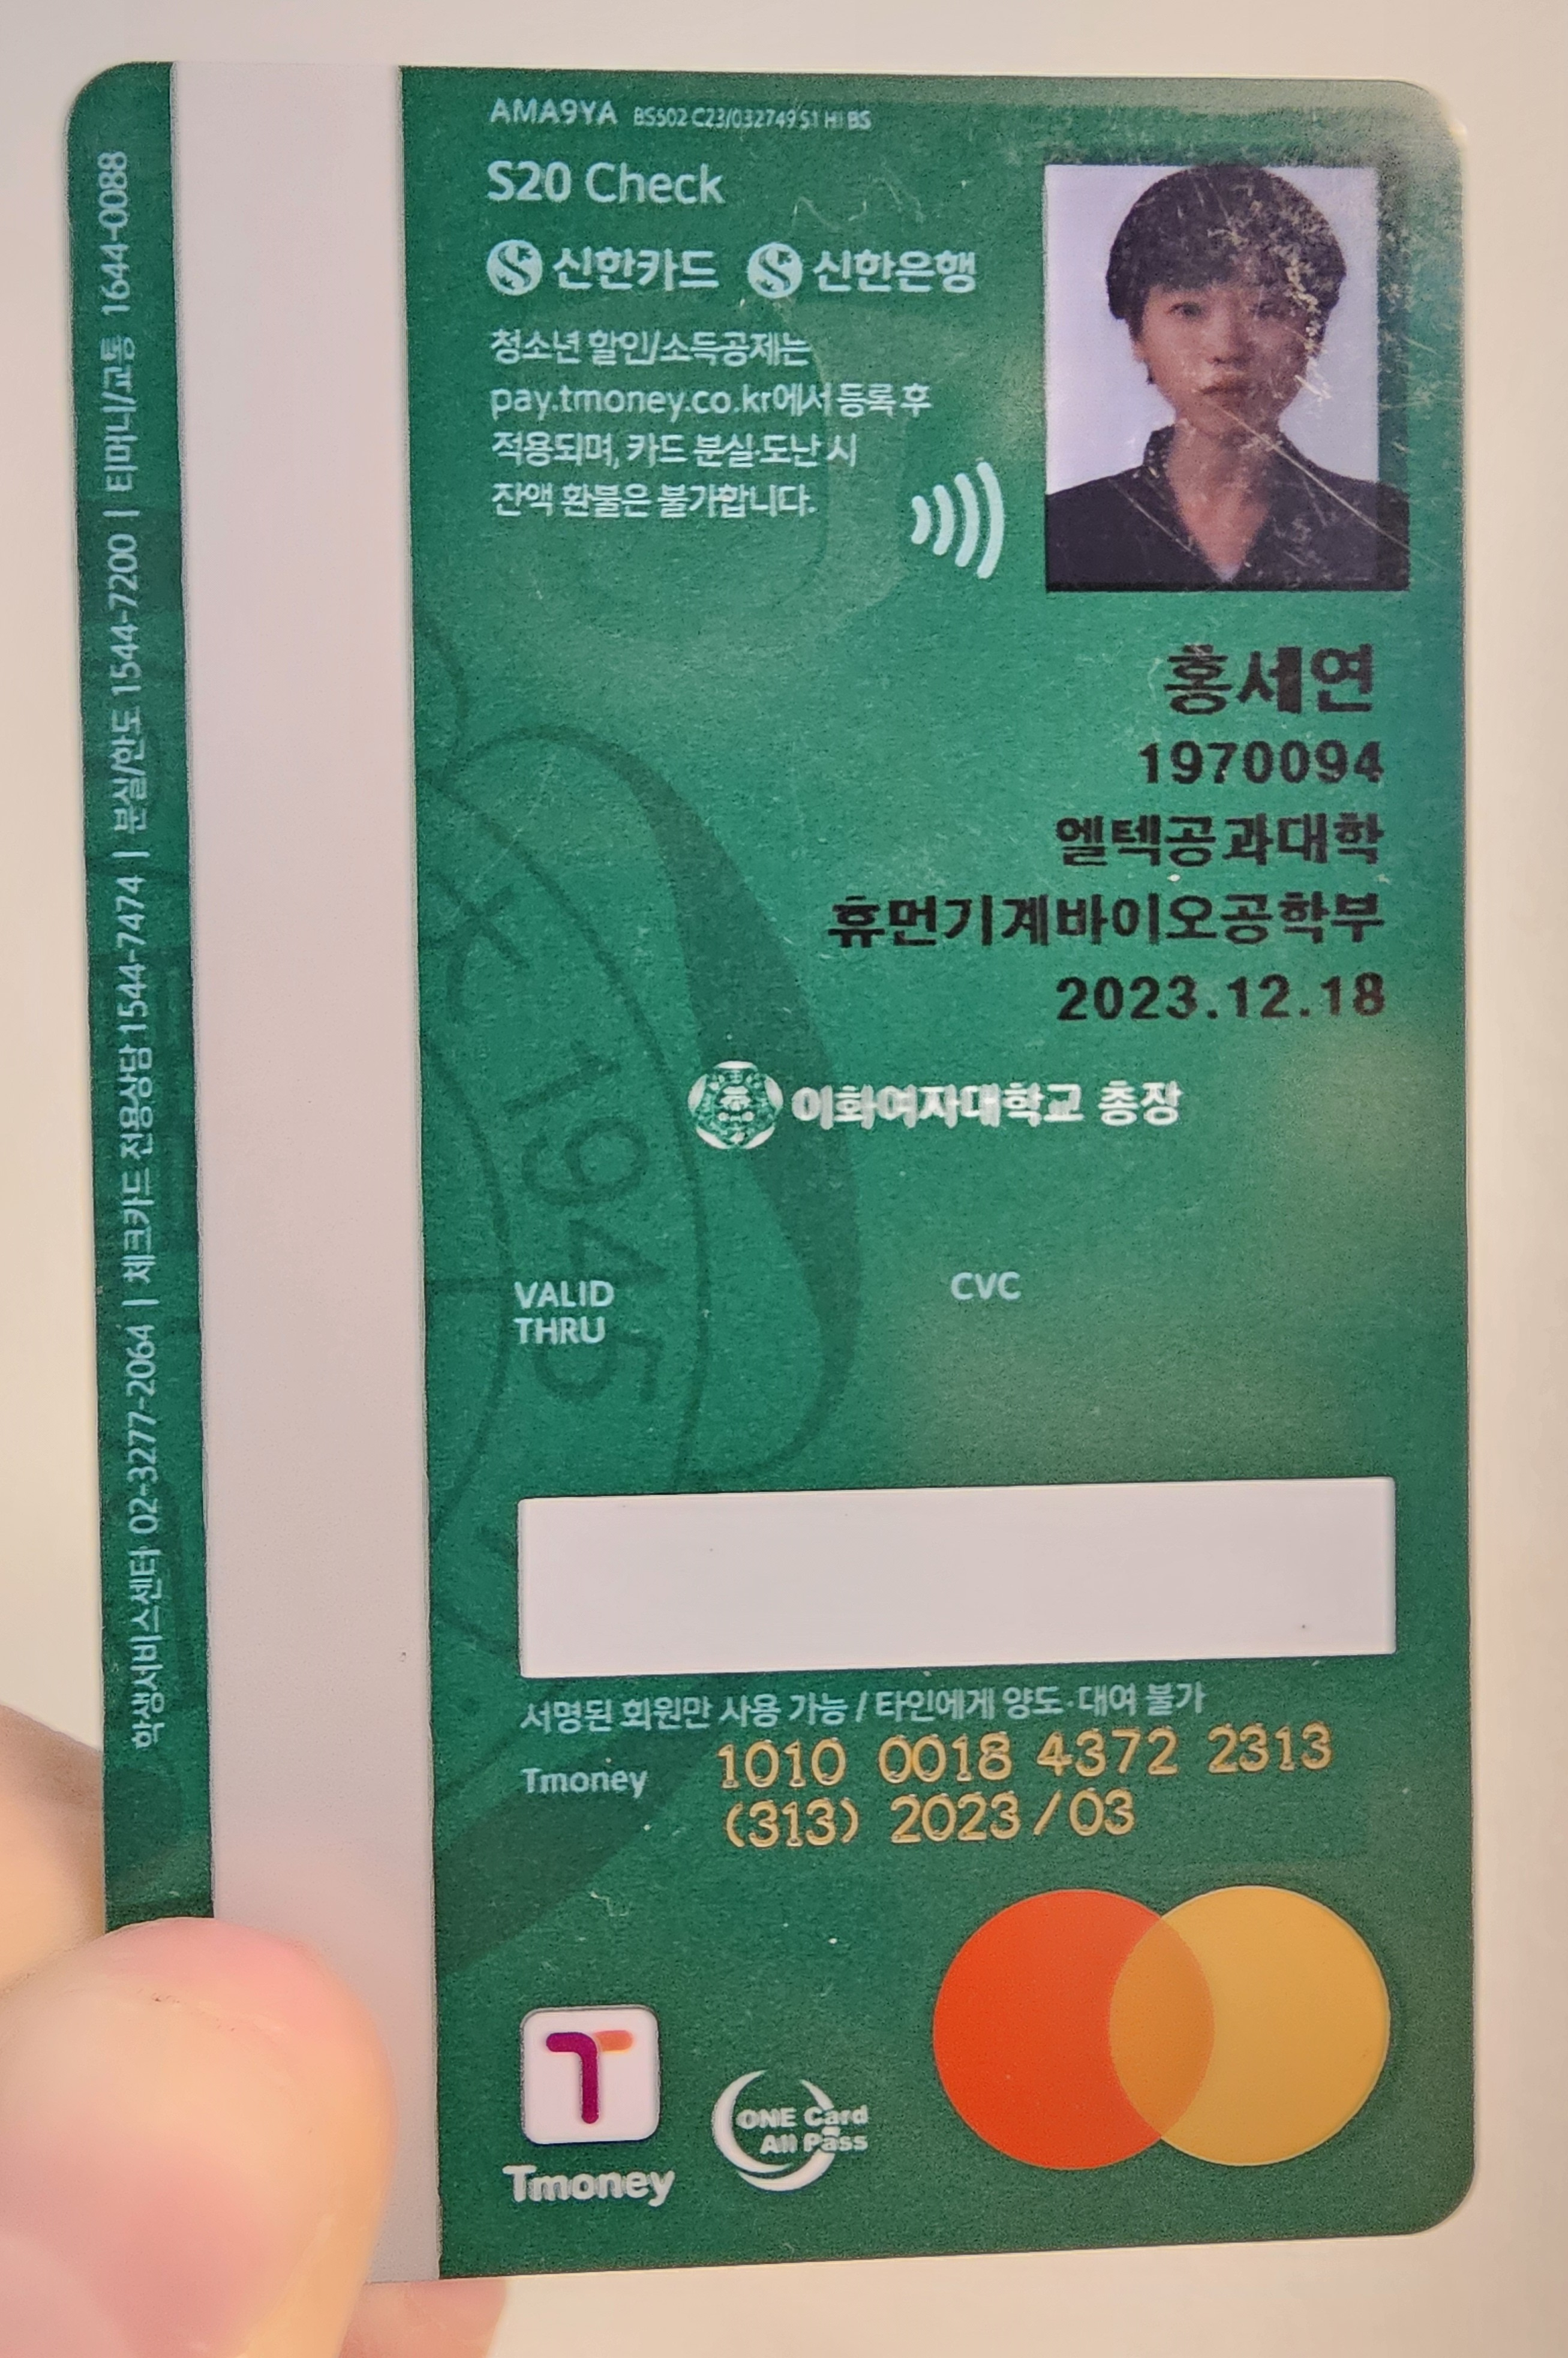 AMA9YA BS502 C23/032749 S1 HI BS
S20 Check
신한카드 신한은행
청소년 할인/소득공제는
pay.tmoney.co.kr에서 등록 후
적용되며, 카드 분실·도난 시
잔액 환불은 불가합니다.
홍세연
1970094
엘텍공과대학
휴먼기계바이오공학부
2023.12.18
이화여자대학교 총장
1945
VALID
THRU
CVC
서명된 회원만 사용 가능 / 타인에게 양도·대여 불가
Tmoney 1010 0018 4372 2313
(313) 2023/03
Tmoney
ONE Card
All Pass
학생서비스센터 02-3277-2064 | 체크카드 전용상담 1544-7474 | 분실/한도 1544-7200 | 티머니/교통 1644-0088